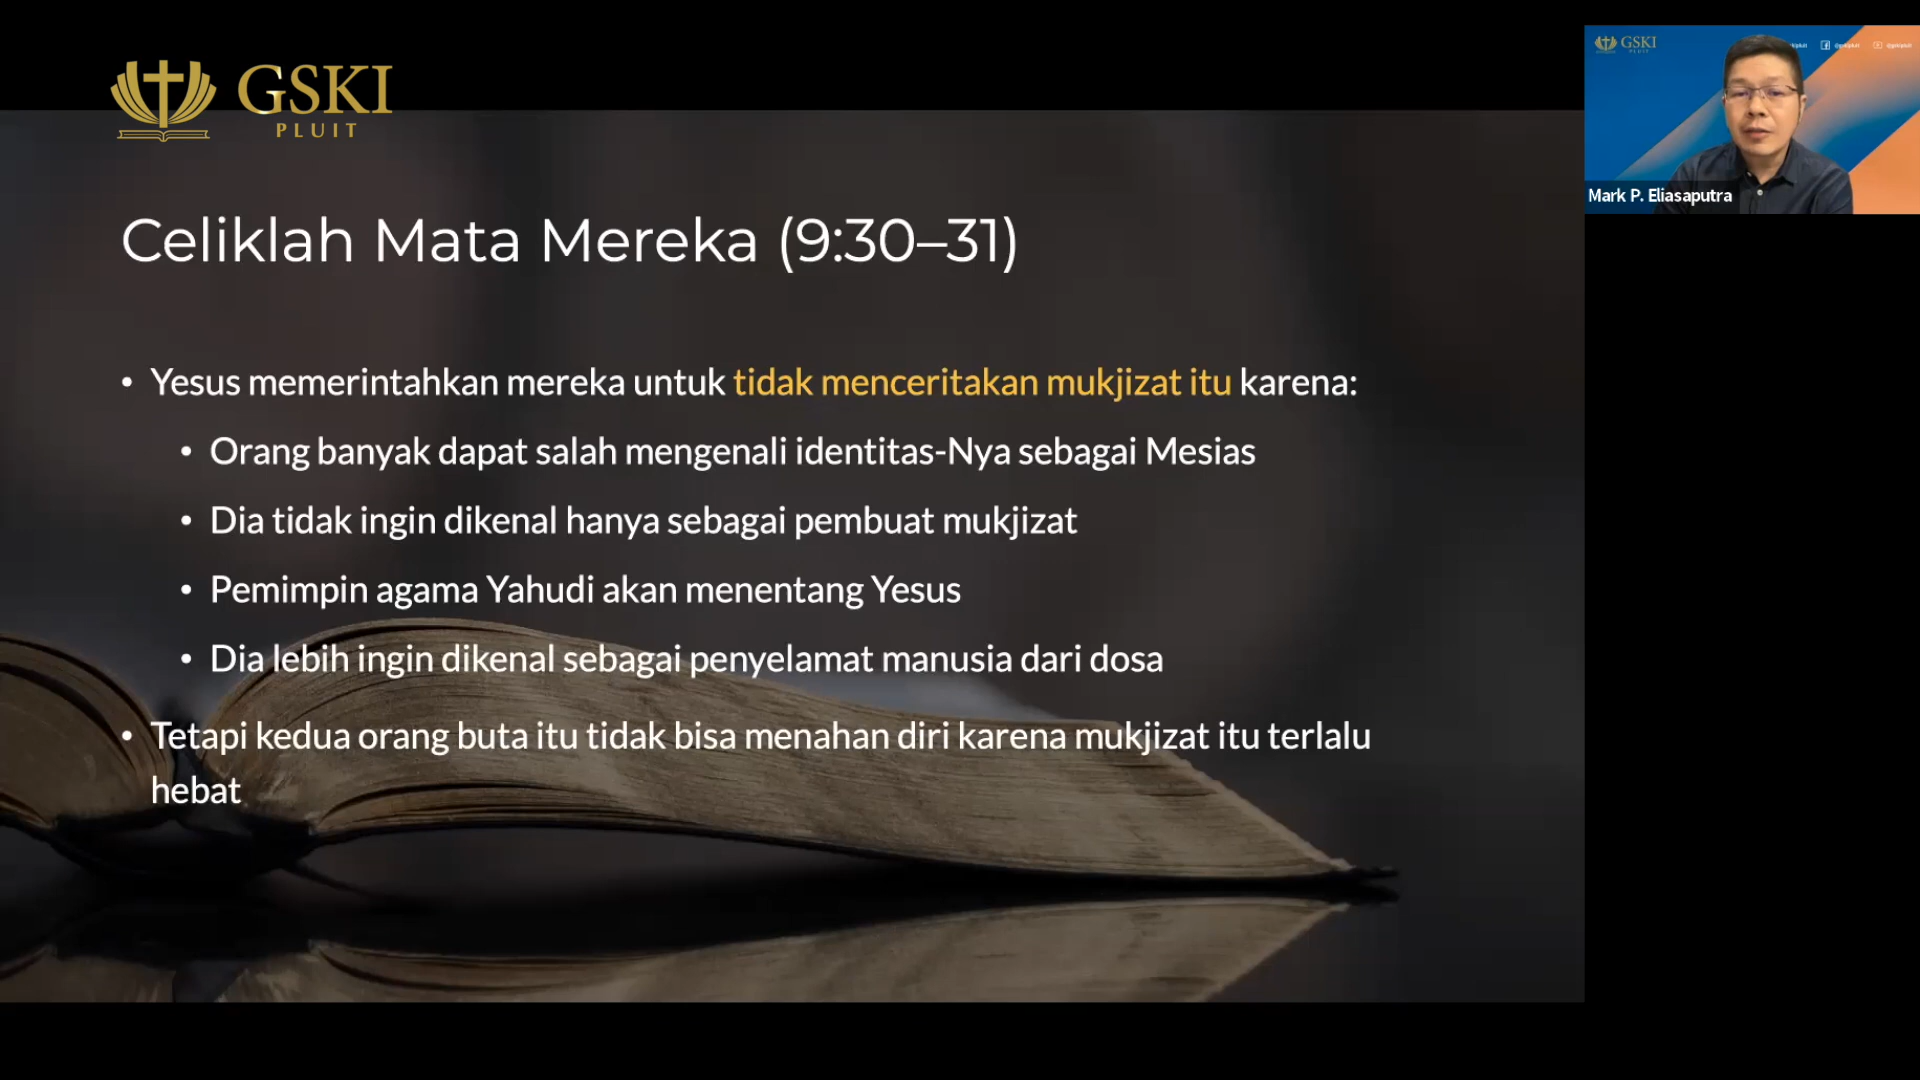 GSKI
PLUIT
Celiklah Mata Mereka (9:30–31)
• Yesus memerintahkan mereka untuk tidak menceritakan mukjizat itu karena:
• Orang banyak dapat salah mengenali identitas-Nya sebagai Mesias
• Dia tidak ingin dikenal hanya sebagai pembuat mukjizat
• Pemimpin agama Yahudi akan menentang Yesus
• Dia lebih ingin dikenal sebagai penyelamat manusia dari dosa
• Tetapi kedua orang buta itu tidak bisa menahan diri karena mukjizat itu terlalu
hebat
GSKI
PLUIT
Mark P. Eliasaputra